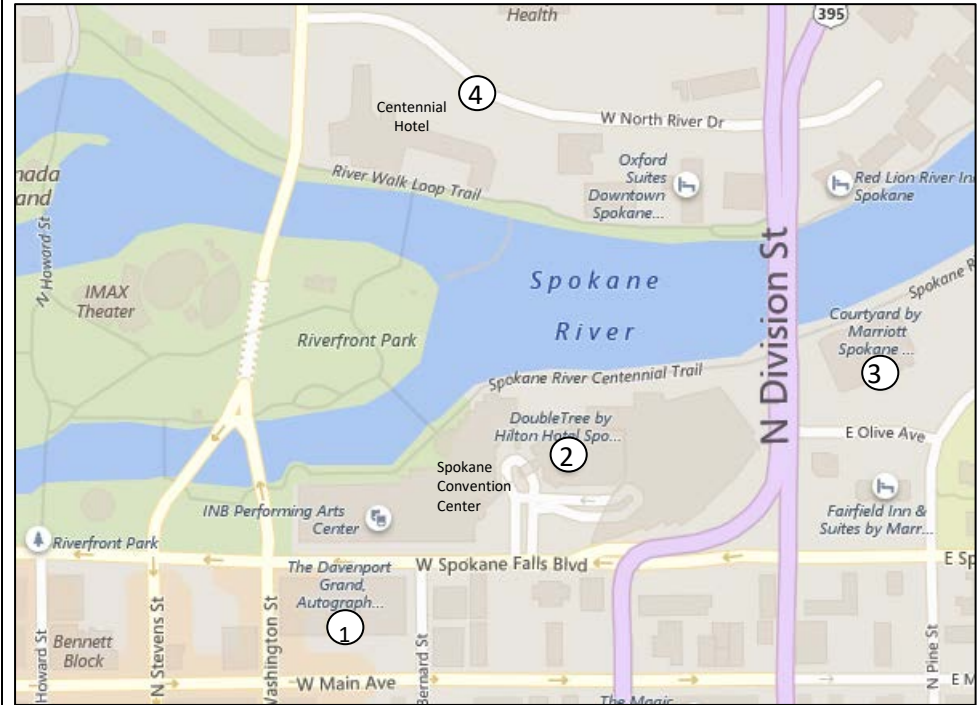 Health
395
4
Centennial
Hotel
W North River Dr
River Walk Loop Trail
Oxford
Suites
Downtown
Spokane...
Red Lion River In
Spokane
nada
and
N Howard St
IMAX
Theater
Riverfront Park
Spokane
River
N Division St
Spokane R
Courtyard by
Marriott
Spokane ...
3
Spokane River Centennial Trail
DoubleTree by
Hilton Hotel Spo...
2
E Olive Ave
Spokane
Convention
Center
INB Performing Arts
Center
Fairfield Inn &
Suites by Marr...
Riverfront Park
W Spokane Falls Blvd
E Sp
The Davenport
Grand,
Autograph...
1
Bennett
Block
Howard St
N Stevens St
Washington St
Bernard St
N Pine St
W Main Ave
E M
The Magic